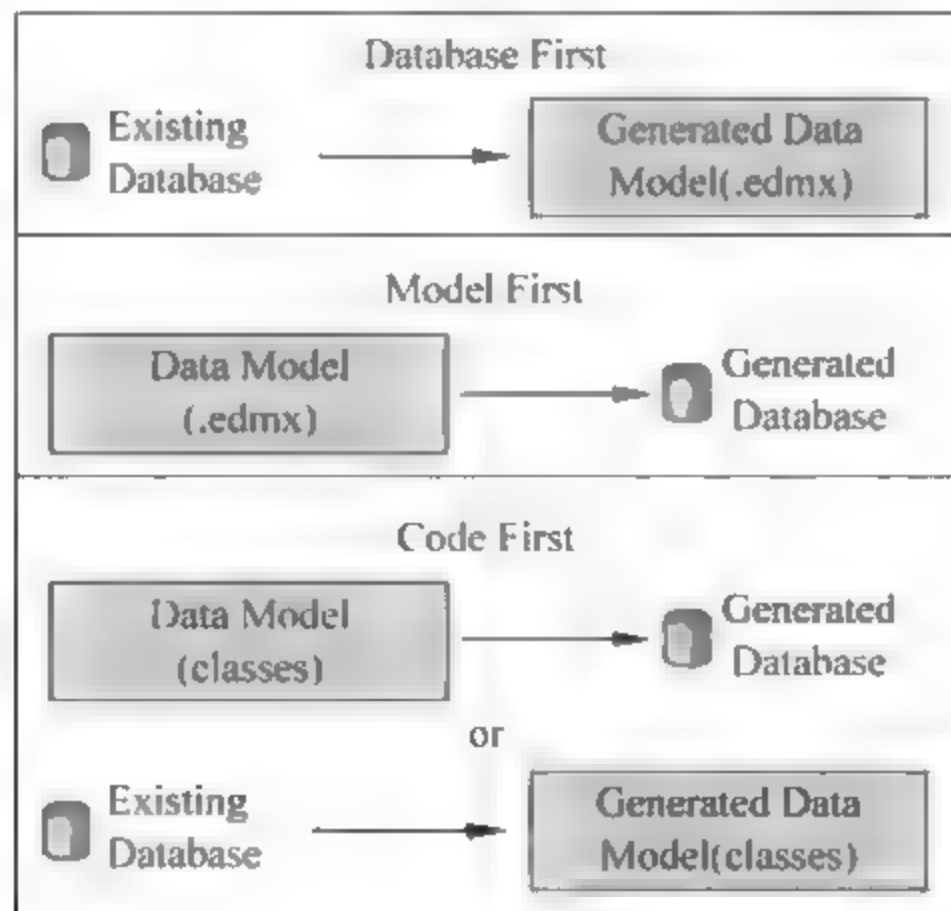 Database First
Existing
Database
Generated Data
Model(.edmx)
Model First
Data Model
(.edmx)
Generated
Database
Code First
Data Model
(classes)
Generated
Database
or
Existing
Database
Generated Data
Model(classes)